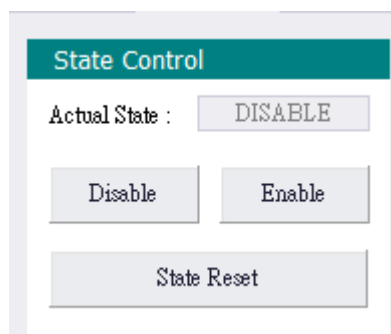 State Control
Actual State : DISABLE
Disable Enable
State Reset